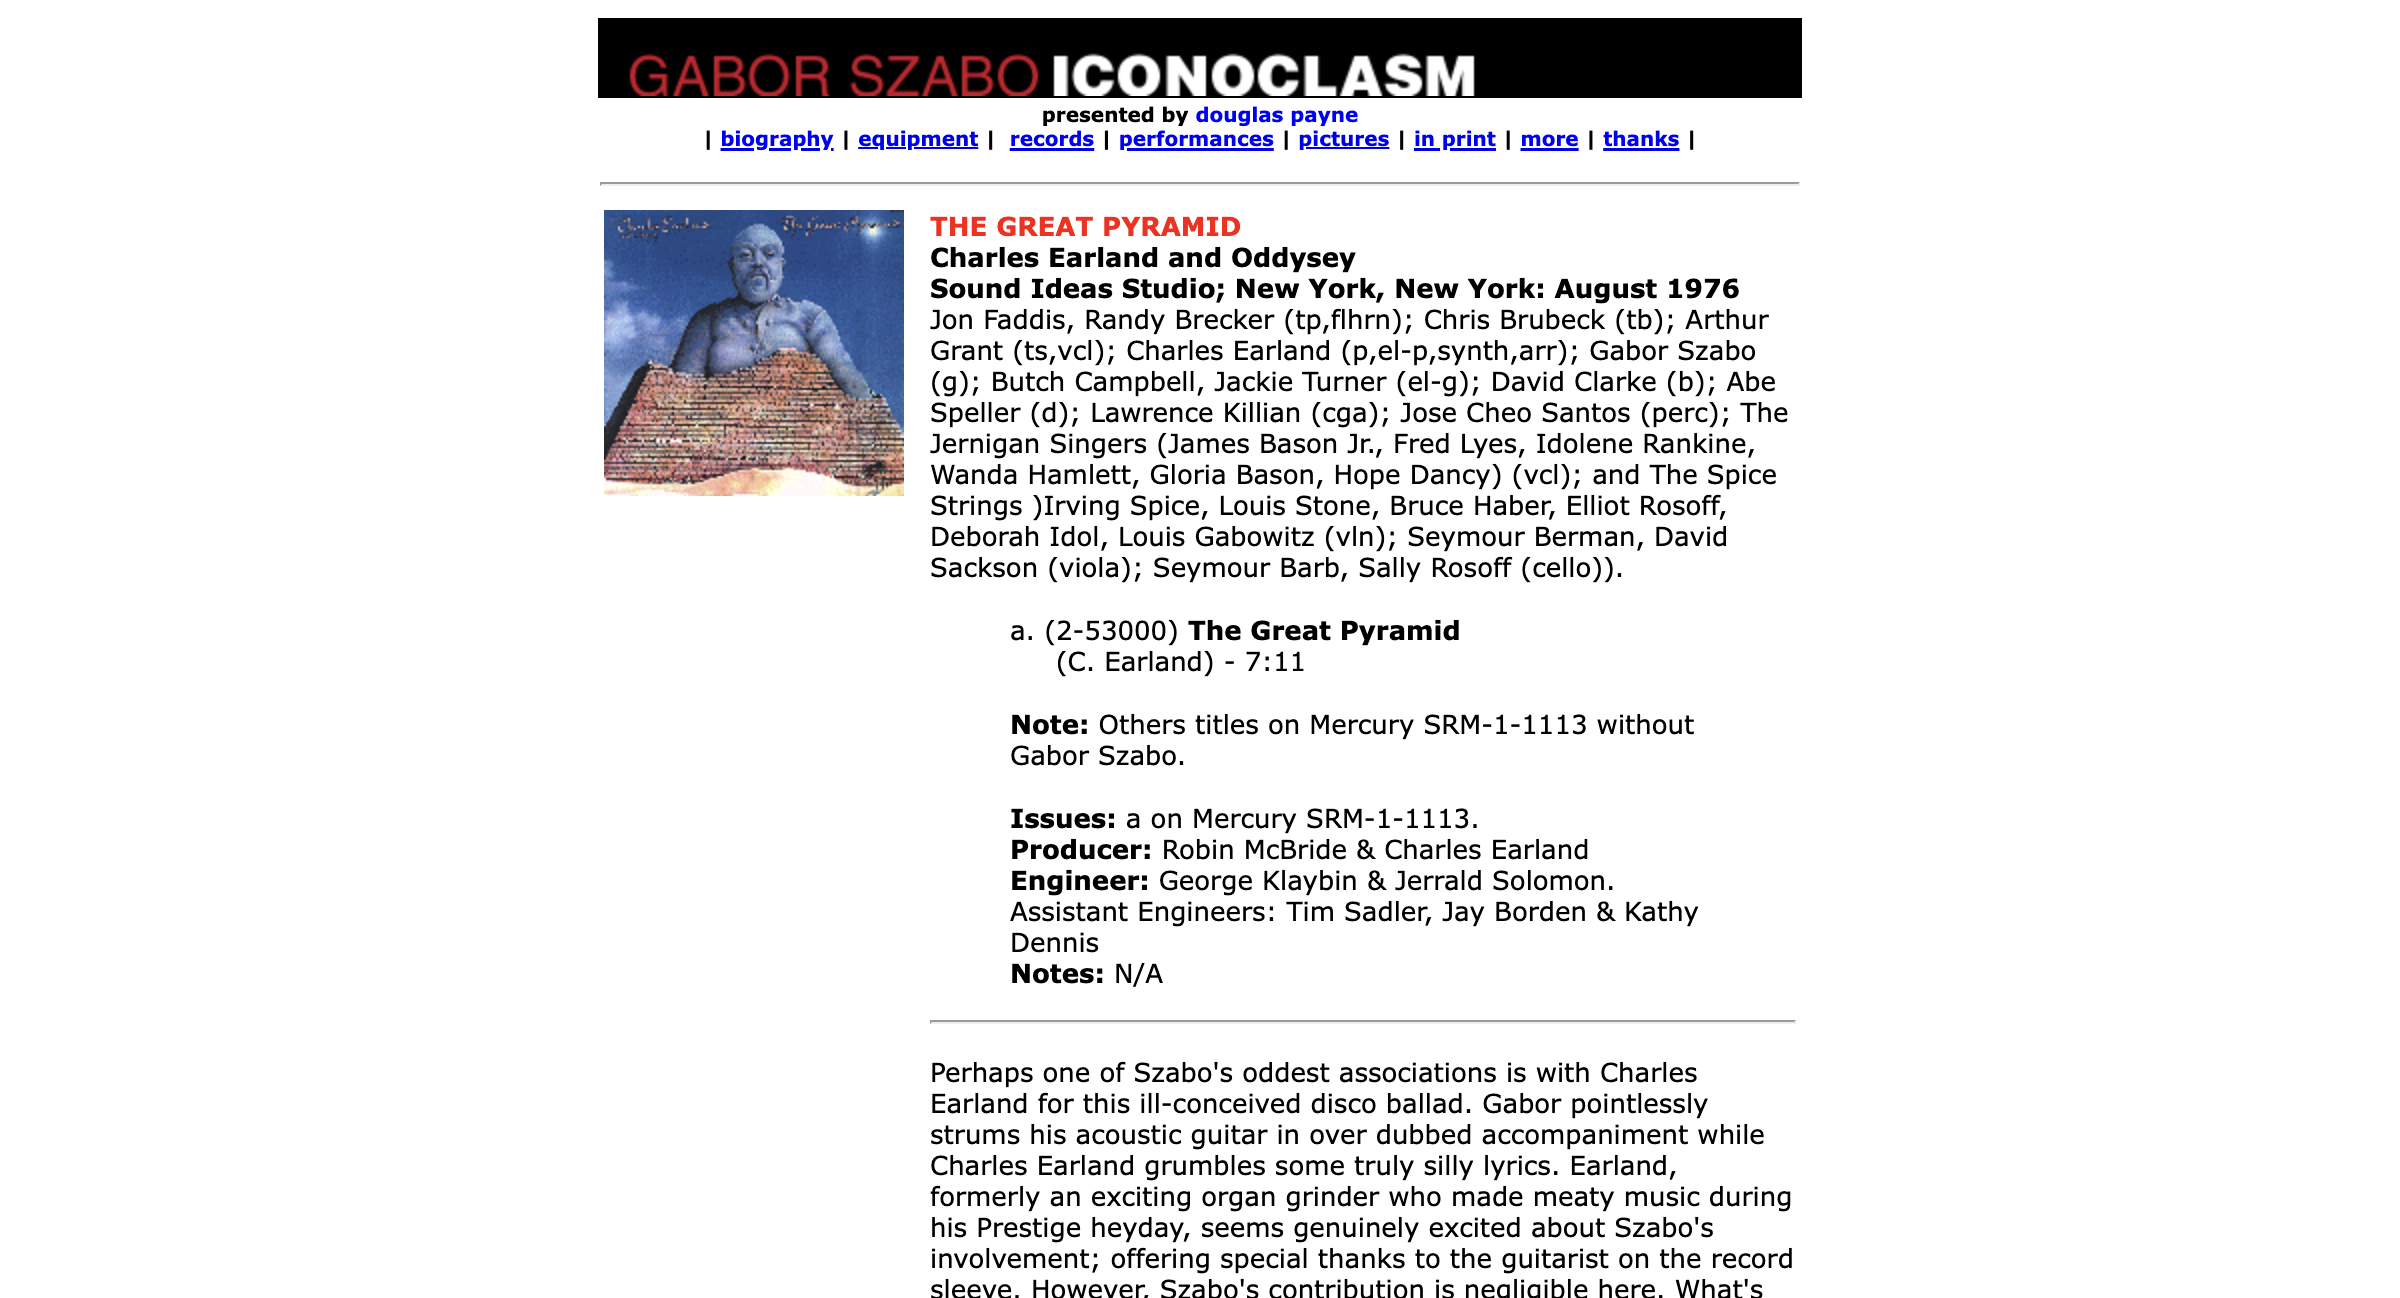 GABOR SZABO ICONOCLASM
presented by douglas payne
| biography | equipment | records | performances | pictures | in print | more | thanks |
THE GREAT PYRAMID
Charles Earland and Oddysey
Sound Ideas Studio; New York, New York: August 1976
Jon Faddis, Randy Brecker (tp,flhrn); Chris Brubeck (tb); Arthur
Grant (ts,vcl); Charles Earland (p,el-p,synth,arr); Gabor Szabo
(g); Butch Campbell, Jackie Turner (el-g); David Clarke (b); Abe
Speller (d); Lawrence Killian (cga); Jose Cheo Santos (perc); The
Jernigan Singers (James Bason Jr., Fred Lyes, Idolene Rankine,
Wanda Hamlett, Gloria Bason, Hope Dancy) (vcl); and The Spice
Strings )Irving Spice, Louis Stone, Bruce Haber, Elliot Rosoff,
Deborah Idol, Louis Gabowitz (vln); Seymour Berman, David
Sackson (viola); Seymour Barb, Sally Rosoff (cello)).
a. (2-53000) The Great Pyramid
(C. Earland) - 7:11
Note: Others titles on Mercury SRM-1-1113 without
Gabor Szabo.
Issues: a on Mercury SRM-1-1113.
Producer: Robin McBride & Charles Earland
Engineer: George Klaybin & Jerrald Solomon.
Assistant Engineers: Tim Sadler, Jay Borden & Kathy
Dennis
Notes: N/A
Perhaps one of Szabo's oddest associations is with Charles
Earland for this ill-conceived disco ballad. Gabor pointlessly
strums his acoustic guitar in over dubbed accompaniment while
Charles Earland grumbles some truly silly lyrics. Earland,
formerly an exciting organ grinder who made meaty music during
his Prestige heyday, seems genuinely excited about Szabo's
involvement; offering special thanks to the guitarist on the record
sleeve. However, Szabo's contribution is negligible here. What's